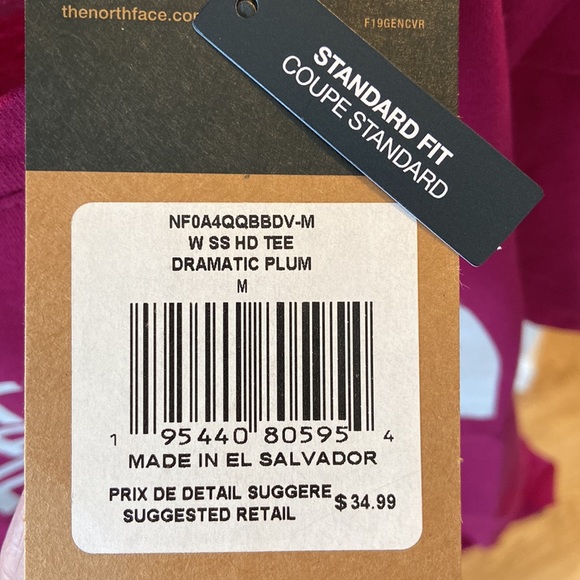 thenorthface.co
F19GENCVR
STANDARD FIT
COUPE STANDARD
NF0A4QQBBDV-M
W SS HD TEE
DRAMATIC PLUM
M
1 95440 80595 4
MADE IN EL SALVADOR
PRIX DE DETAIL SUGGERE
SUGGESTED RETAIL
$ 34.99